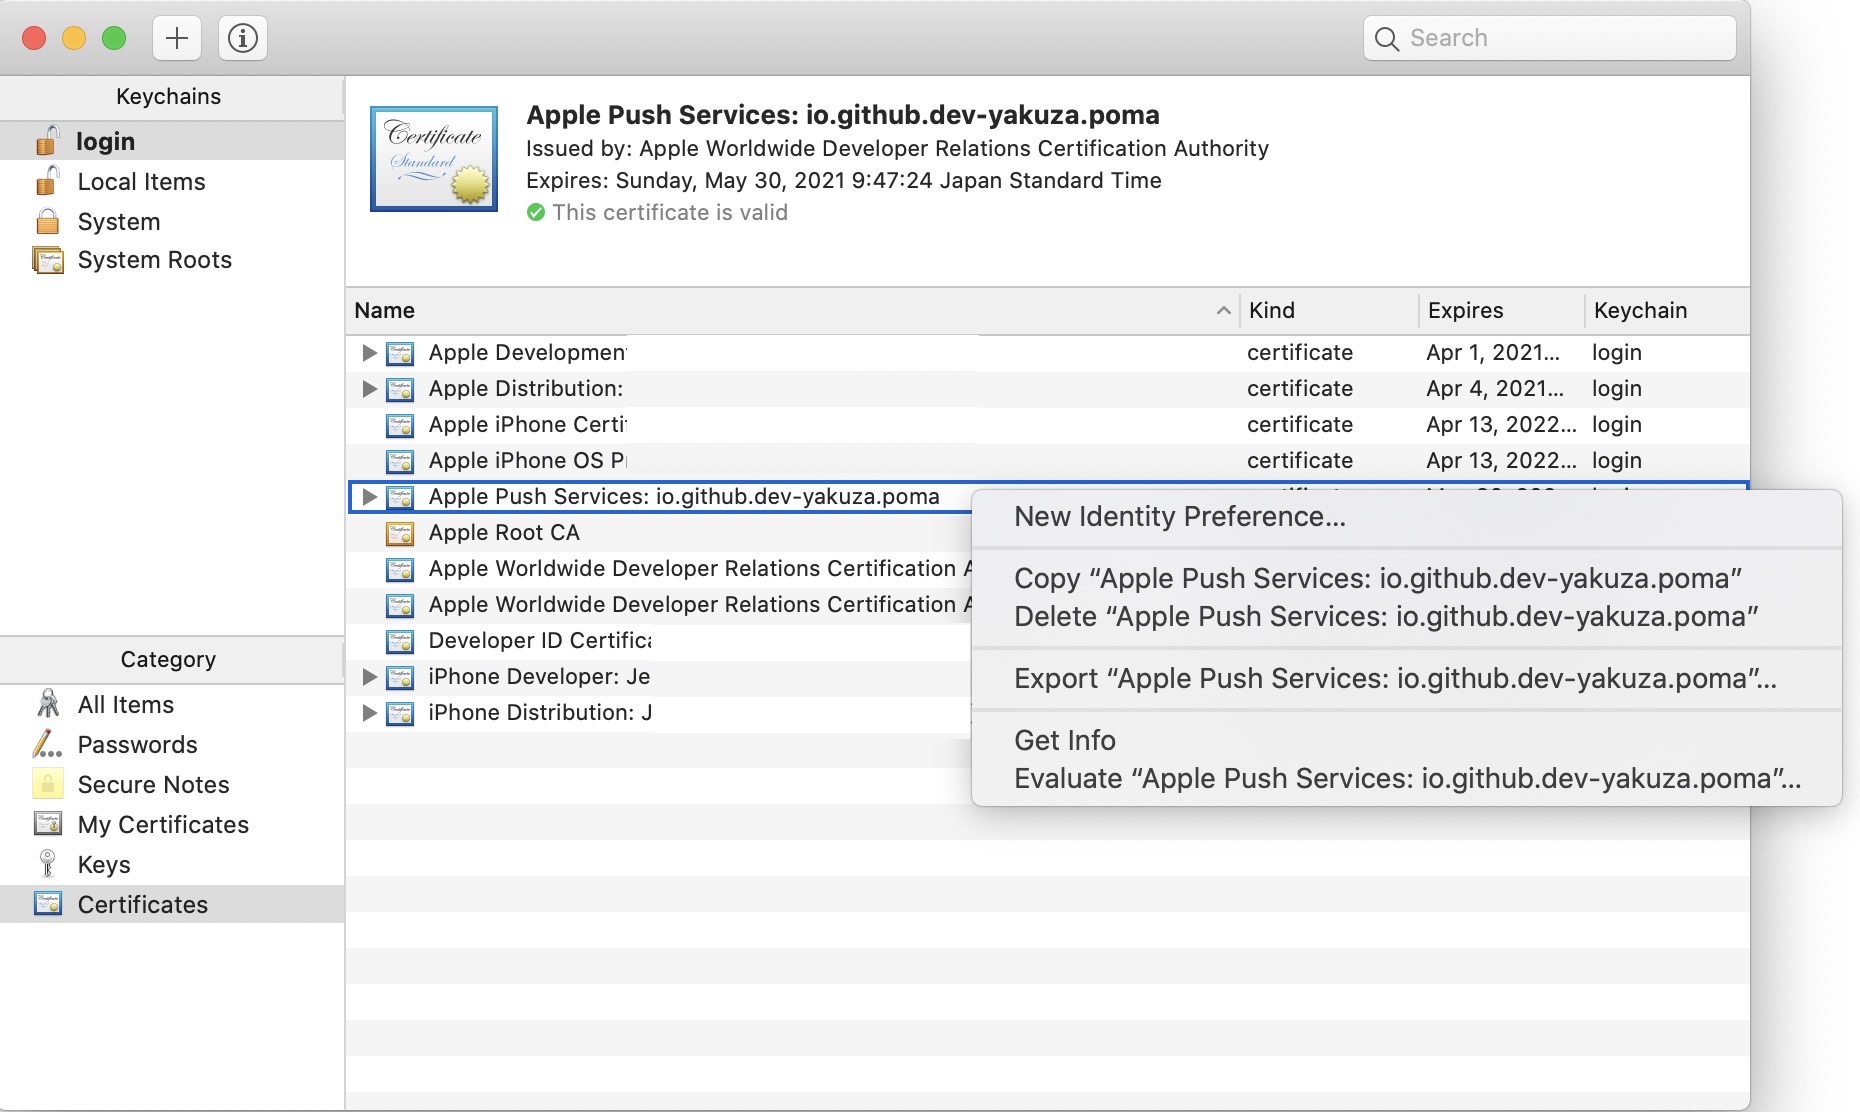 Search
Keychains
login
Local Items
System
System Roots
Category
All Items
Passwords
Secure Notes
My Certificates
Keys
Certificates
Certificate
Standard
Apple Push Services: io.github.dev-yakuza.poma
Issued by: Apple Worldwide Developer Relations Certification Authority
Expires: Sunday, May 30, 2021 9:47:24 Japan Standard Time
This certificate is valid
Name Kind Expires Keychain
Apple Development certificate Apr 1, 2021... login
Apple Distribution: certificate Apr 4, 2021... login
Apple iPhone Certi certificate Apr 13, 2022... login
Apple iPhone OS certificate Apr 13, 2022... login
Apple Push Services: io.github.dev-yakuza.poma
Apple Root CA
Apple Worldwide Developer Relations Certification A
Apple Worldwide Developer Relations Certification A
Developer ID Certific
iPhone Developer: Je
iPhone Distribution: J
New Identity Preference...
Copy “Apple Push Services: io.github.dev-yakuza.poma”
Delete “Apple Push Services: io.github.dev-yakuza.poma”
Export “Apple Push Services: io.github.dev-yakuza.poma”...
Get Info
Evaluate “Apple Push Services: io.github.dev-yakuza.poma”...